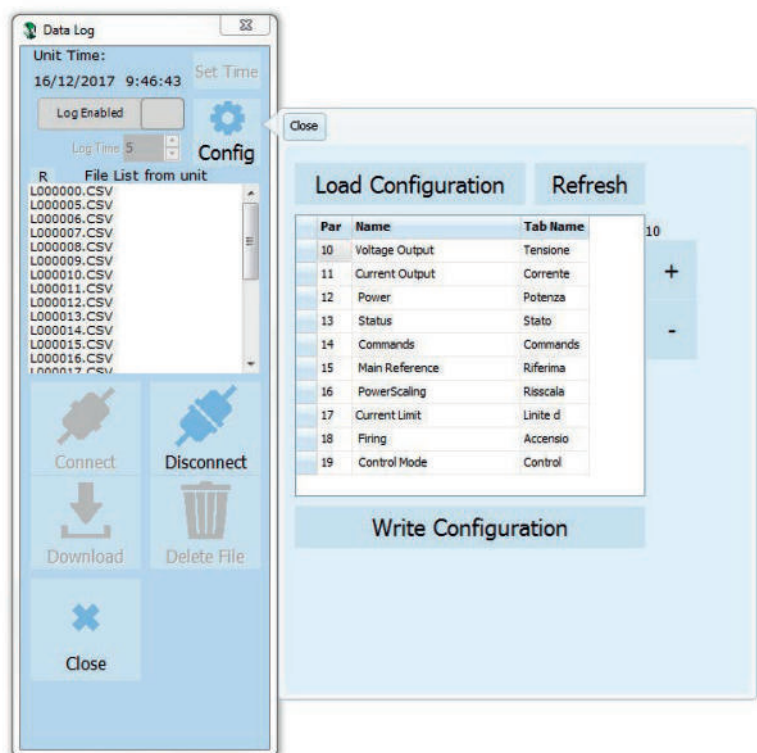 Data Log
Unit Time:
16/12/2017 9:46:43
Set Time
Log Enabled
Log Time 5
Config
R File List from unit
L000000.CSV
L000005.CSV
L000006.CSV
L000007.CSV
L000008.CSV
L000009.CSV
L000010.CSV
L000011.CSV
L000012.CSV
L000013.CSV
L000014.CSV
L000015.CSV
L000016.CSV
L000017.CSV
Connect
Disconnect
Download
Delete File
Close
Close
Load Configuration
Refresh
Par Name Tab Name
10 Voltage Output Tensione
11 Current Output Corrente
12 Power Potenza
13 Status Stato
14 Commands Commands
15 Main Reference Riferima
16 PowerScaling Risscala
17 Current Limit Linite d
18 Firing Accensio
19 Control Mode Control
10
+
-
Write Configuration